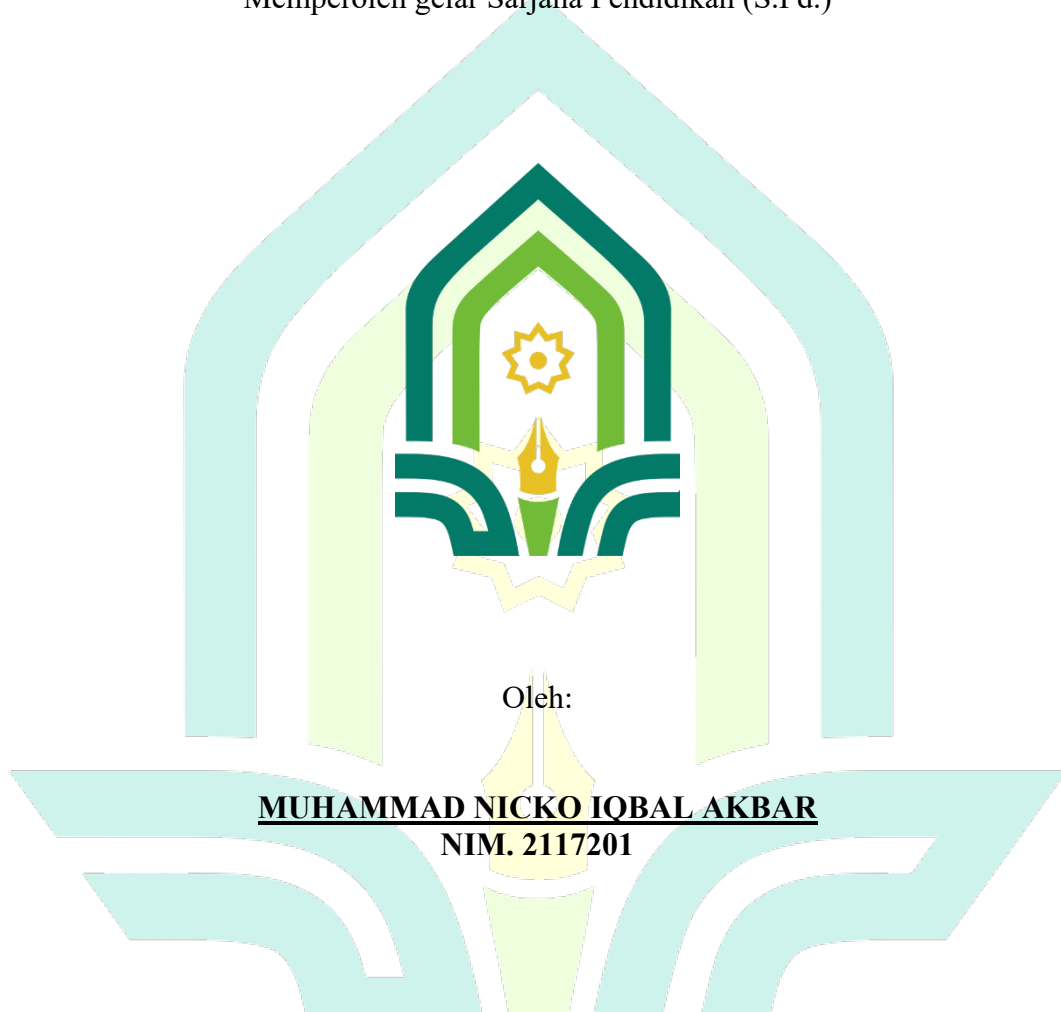 Memperoleh gelar Sarjana Pendidikan (S.Pd.)
Oleh:
MUHAMMAD NICKO IQBAL AKBAR
NIM. 2117201